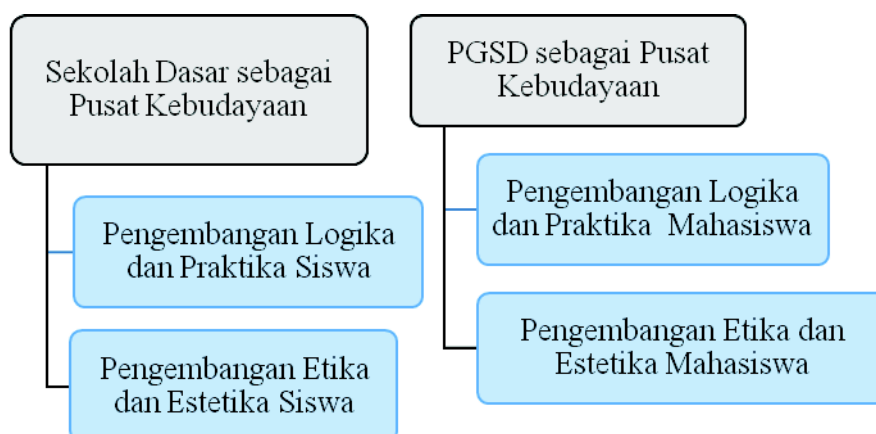 Sekolah Dasar sebagai
Pusat Kebudayaan
Pengembangan Logika
dan Praktika Siswa
Pengembangan Etika
dan Estetika Siswa
PGSD sebagai Pusat
Kebudayaan
Pengembangan Logika
dan Praktika Mahasiswa
Pengembangan Etika dan
Estetika Mahasiswa